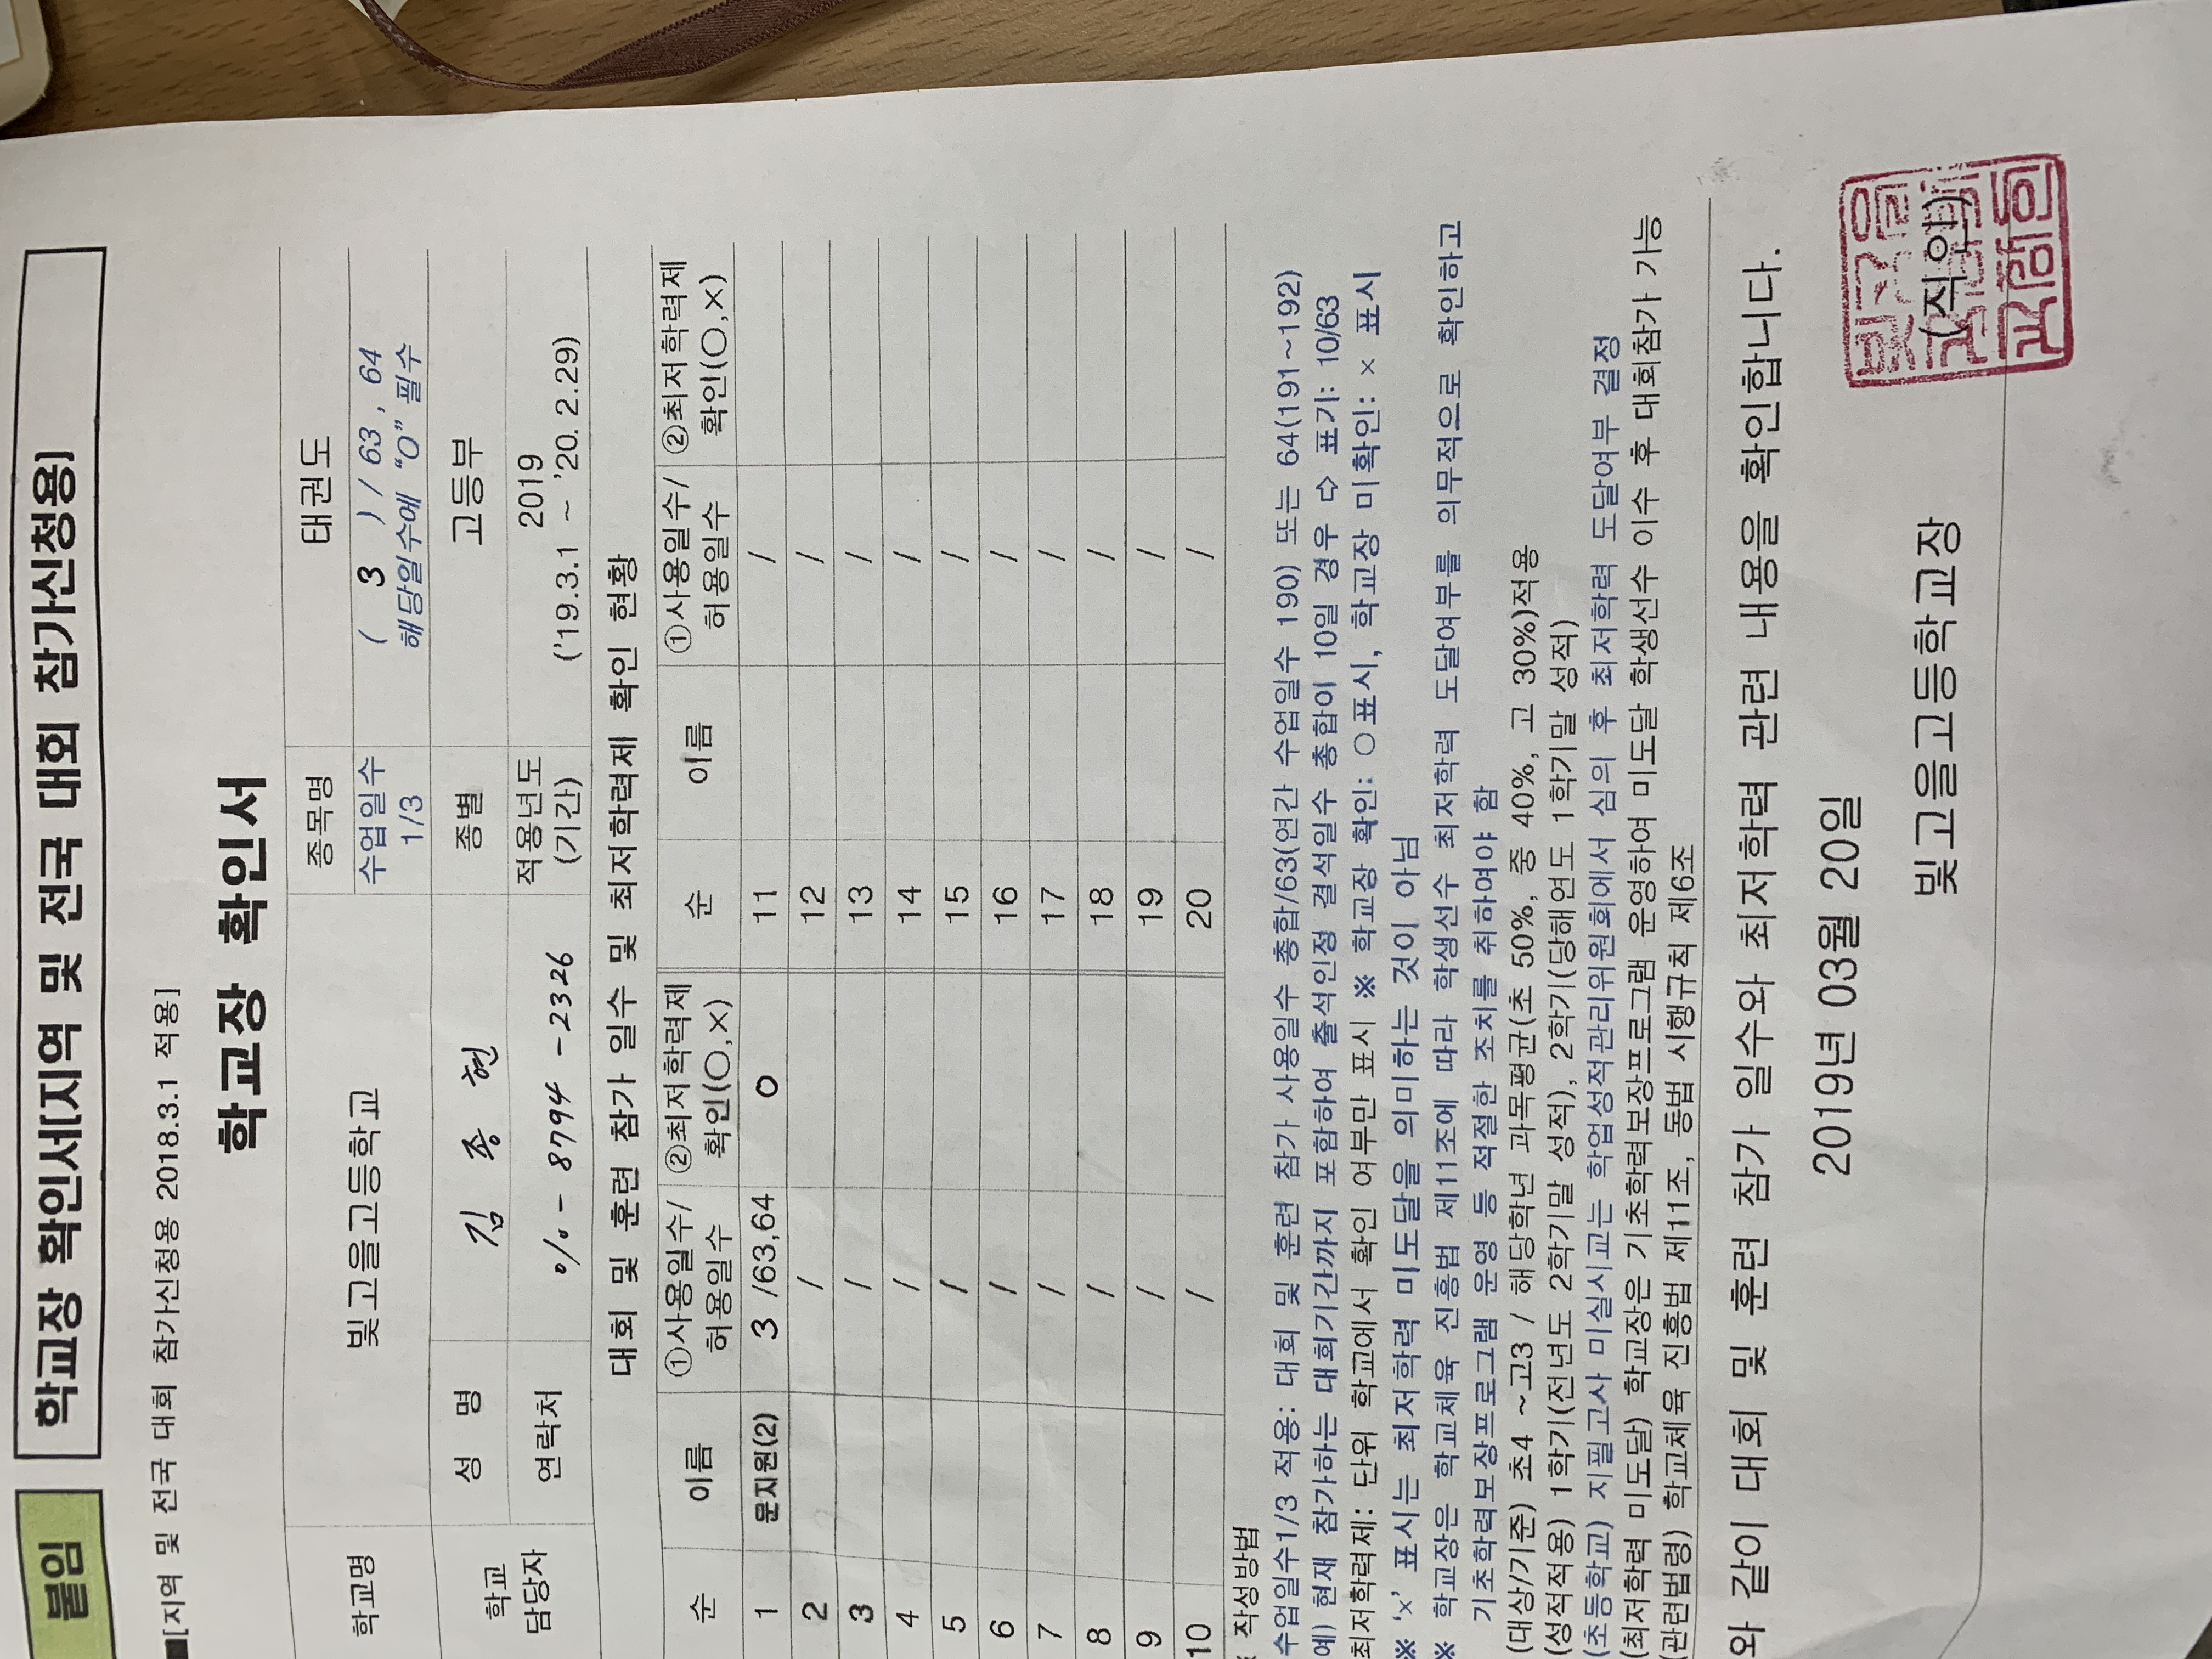 붙임
학교장 확인서[지역 및 전국 대회 참가신청용]
■[지역 및 전국 대회 참가신청용 2018.3.1 적용]
학교장 확인서
학교명 빛고을고등학교 종목명 태권도
수업일수 1/3 ( 3 ) / 63, 64
해당일수에 “O” 필수
학교 담당자 성 명 김 종 현 종별 고등부
연락처 010-8794-2326 적용년도 (기간) 2019
('19.3.1 ~ '20.2.29)
대회 및 훈련 참가 일수 및 최저학력제 확인 현황
순 이름 ①사용일수/허용일수 ②최저학력제 확인(○,×) 순 이름 ①사용일수/허용일수 ②최저학력제 확인(○,×)
1 문지원(2) 3 /63,64 O 11 /
2 / 12 /
3 / 13 /
4 / 14 /
5 / 15 /
6 / 16 /
7 / 17 /
8 / 18 /
9 / 19 /
10 / 20 /
작성방법
수업일수1/3 적용: 대회 및 훈련 참가 사용일수 총합/63(연간 수업일수 190) 또는 64(191~192)
예) 현재 참가하는 대회기간까지 포함하여 출석인정 결석일수 총합이 10일 경우 ⇨ 표기: 10/63
최저학력제: 단위 학교에서 확인 여부만 표시 ※ 학교장 확인: ○표시, 학교장 미확인: × 표시
※ ‘×’ 표시는 최저학력 미도달을 의미하는 것이 아님
※ 학교장은 학교체육 진흥법 제11조에 따라 학생선수 최저학력 도달여부를 의무적으로 확인하고
기초학력보장프로그램 운영 등 적절한 조치를 취하여야 함
(대상/기준) 초4 ~고3 / 해당학년 과목평균(초 50%, 중 40%, 고 30%)적용
(성적적용) 1학기(전년도 2학기말 성적), 2학기(당해연도 1학기말 성적)
(초등학교) 지필고사 미실시교는 학업성적관리위원회에서 심의 후 최저학력 도달여부 결정
(최저학력 미도달) 학교장은 기초학력보장프로그램 운영하여 미도달 학생선수 이수 후 대회참가 가능
(관련법령) 학교체육 진흥법 제11조, 동법 시행규칙 제6조
와 같이 대회 및 훈련 참가 일수와 최저학력 관련 내용을 확인합니다.
2019년 03월 20일
빛고을고등학교장 (직인)